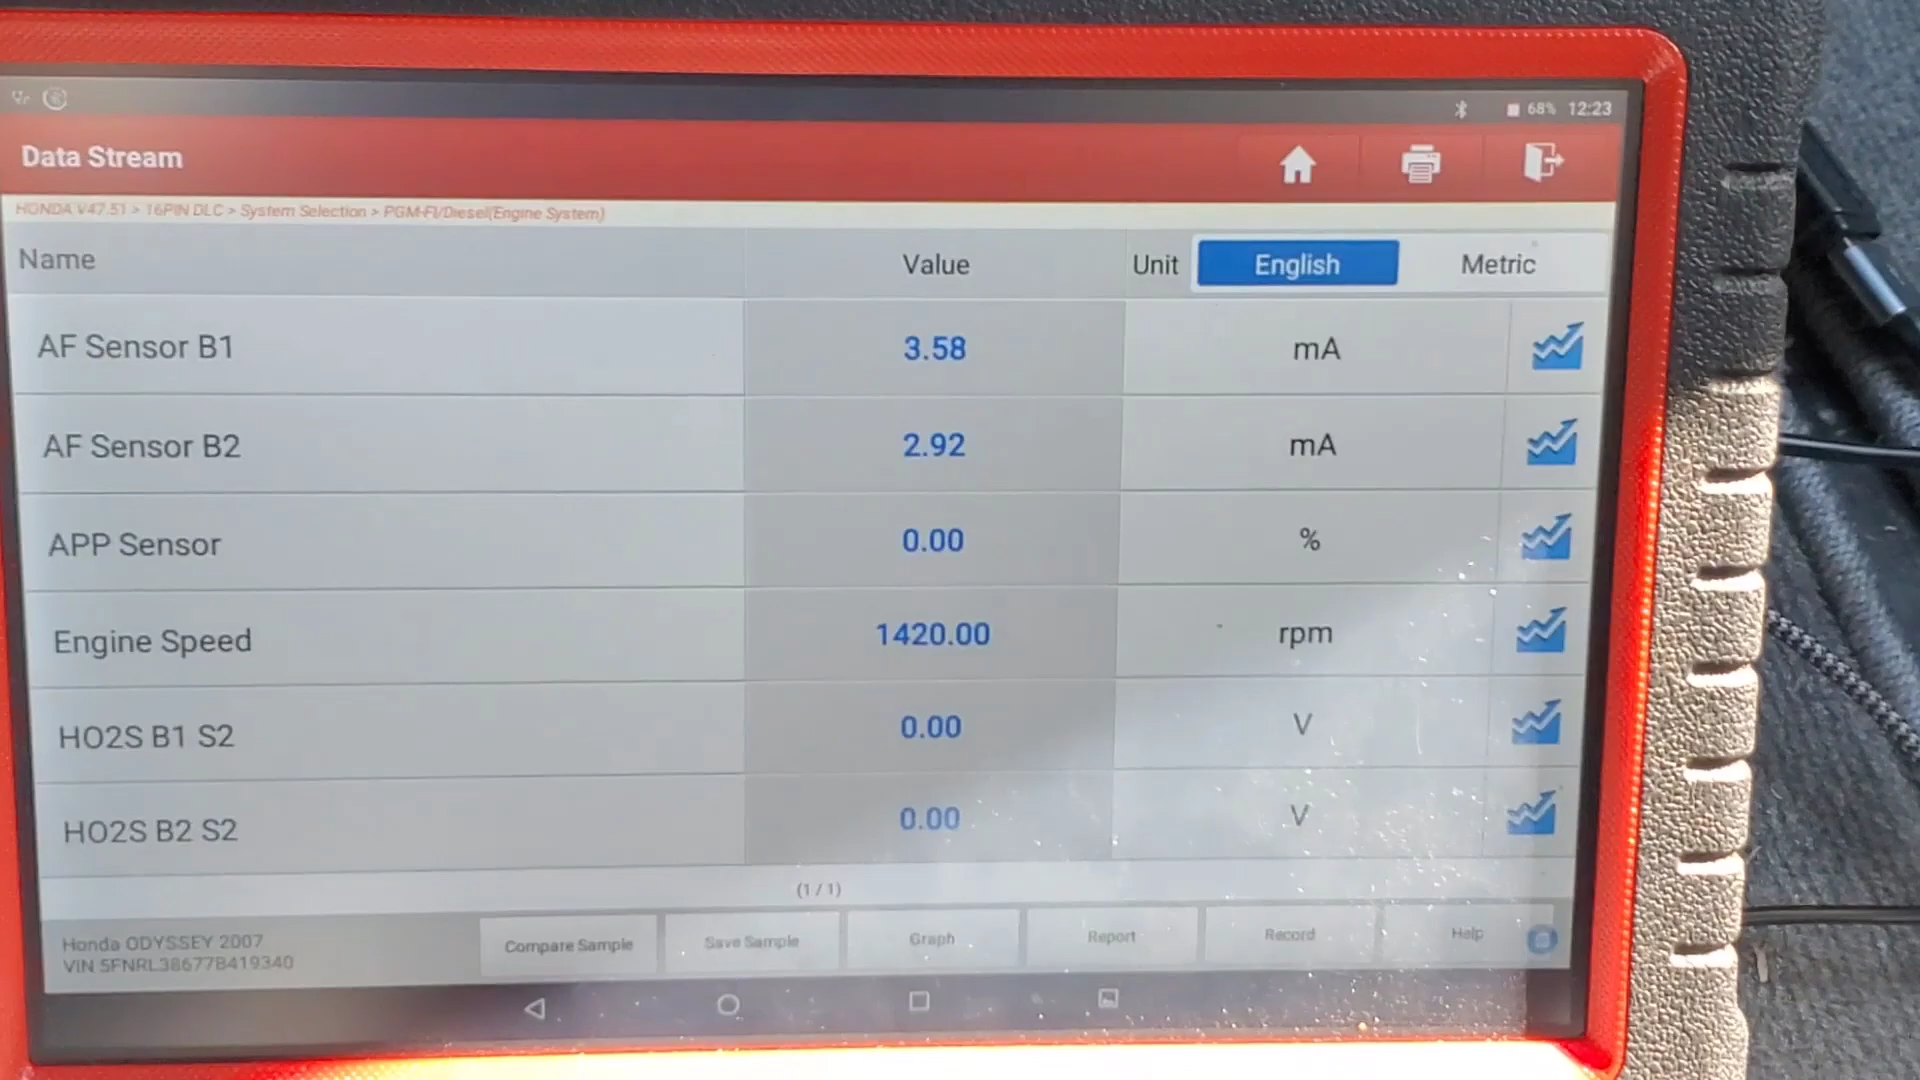 68% 12:23
Data Stream
HONDA V47.51 > 16PIN DLC > System Selection > PGM-FI/Diesel(Engine System)
Name Value Unit English Metric
AF Sensor B1 3.58 mA
AF Sensor B2 2.92 mA
APP Sensor 0.00 %
Engine Speed 1420.00 rpm
HO2S B1 S2 0.00 V
HO2S B2 S2 0.00 V
(1 / 1)
Honda ODYSSEY 2007
VIN 5FNRL38677B419340
Compare Sample Save Sample Graph Report Record Help